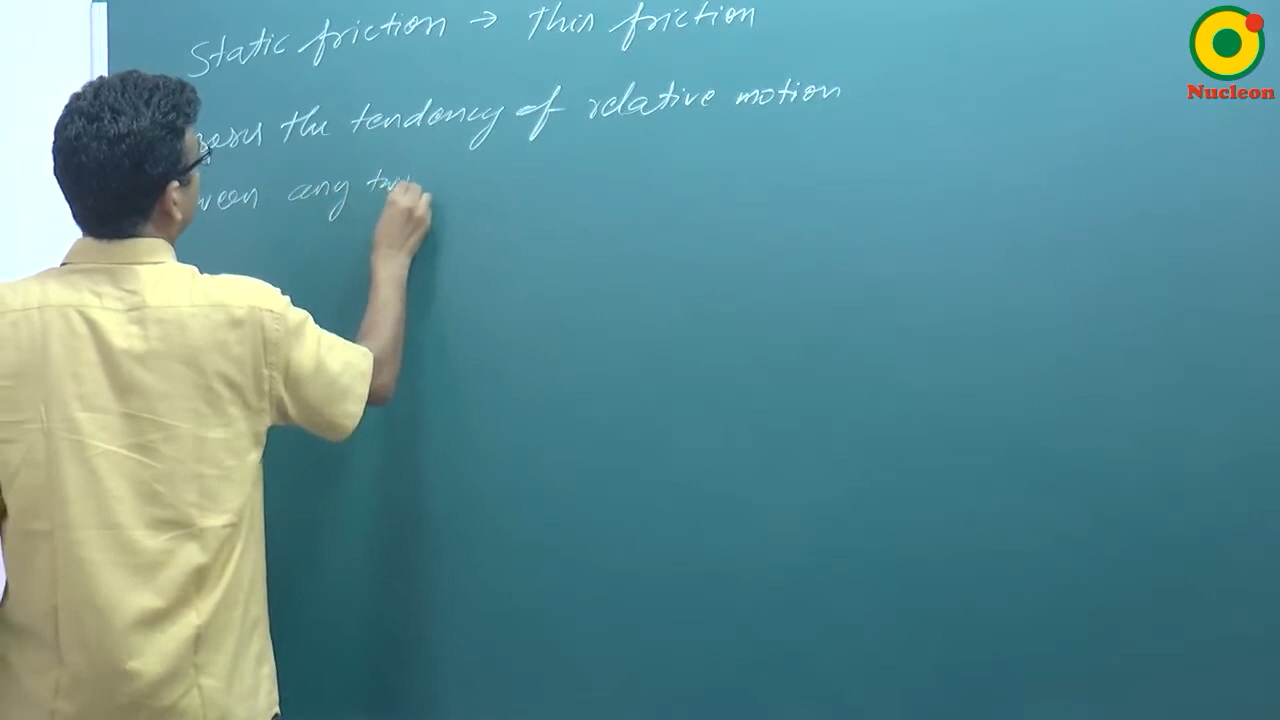 Static friction → This friction
the tendency of relative motion
any
Nucleon